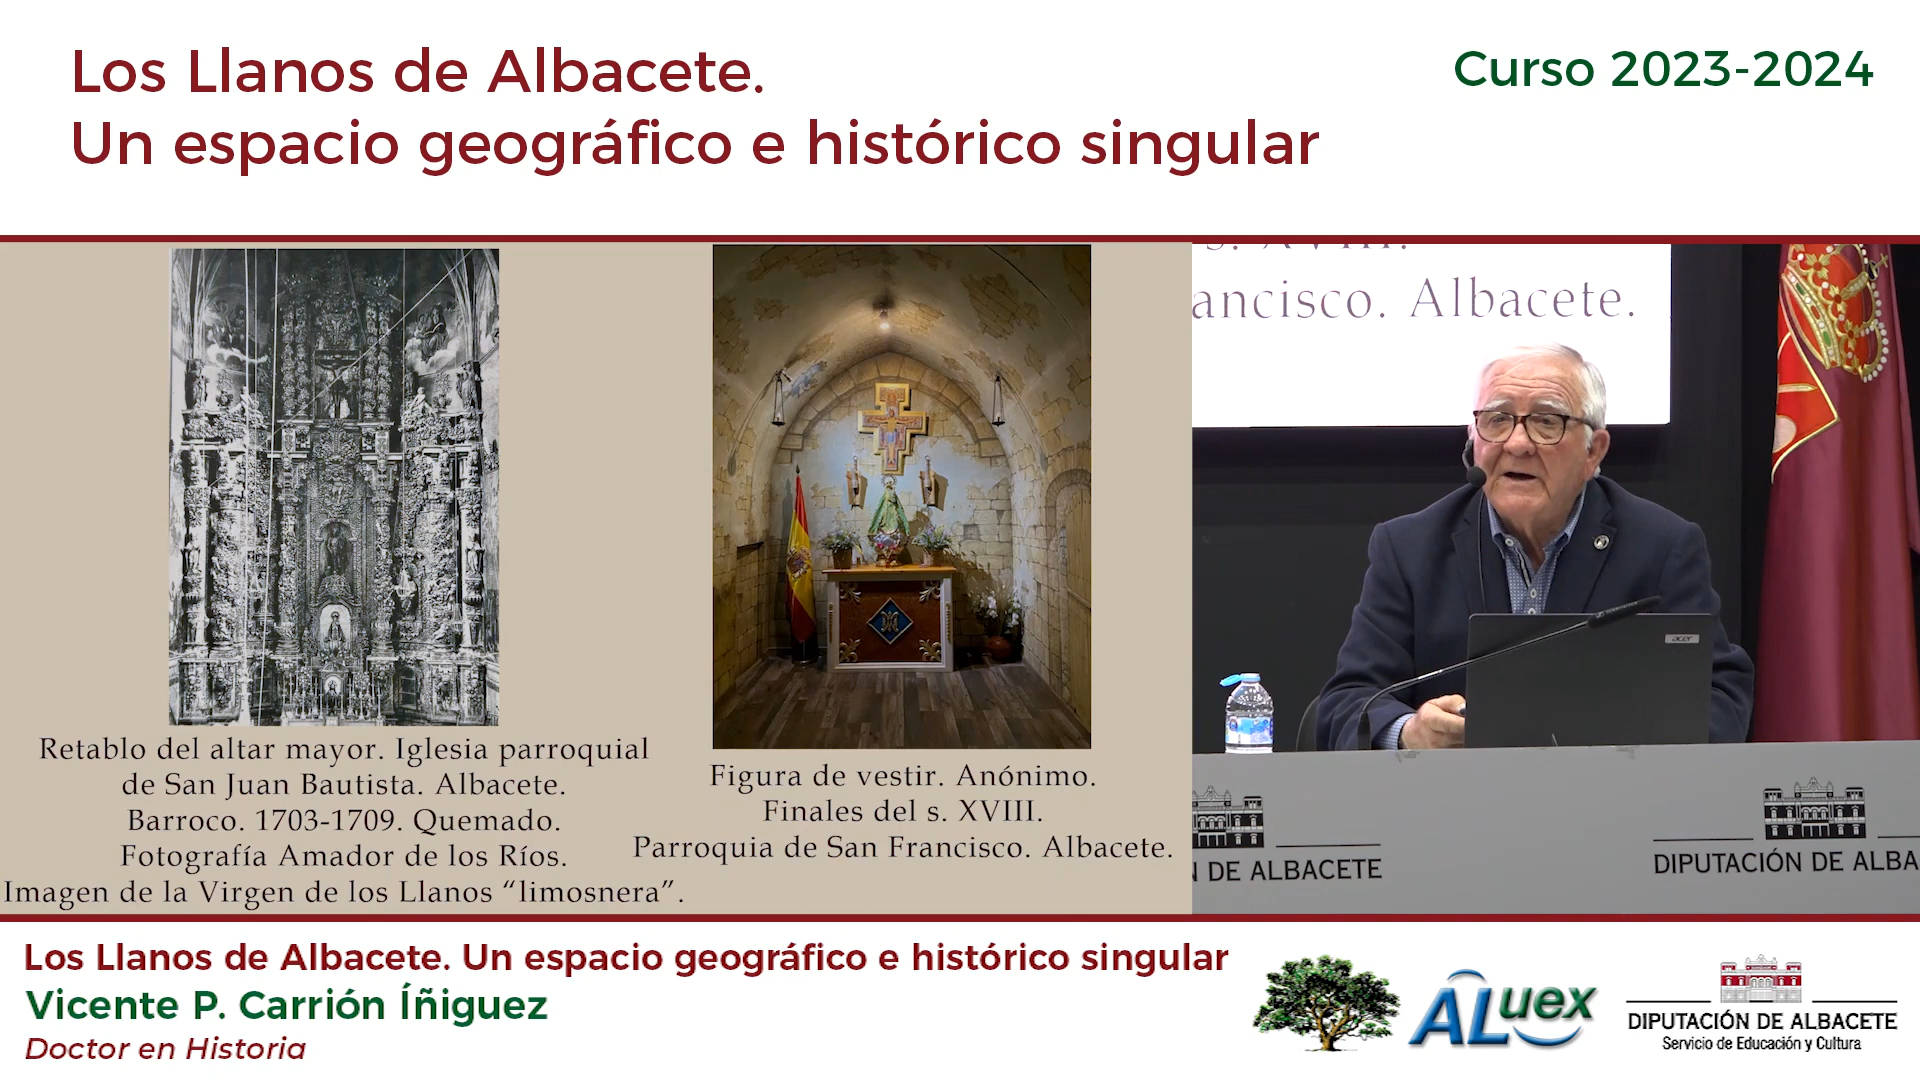 Los Llanos de Albacete.
Un espacio geográfico e histórico singular
Curso 2023-2024
Retablo del altar mayor. Iglesia parroquial
de San Juan Bautista. Albacete.
Barroco. 1703-1709. Quemado.
Fotografía Amador de los Ríos.
Imagen de la Virgen de los Llanos “limosnera”.
Figura de vestir. Anónimo.
Finales del s. XVIII.
Parroquia de San Francisco. Albacete.
s. XVIII.
ancisco. Albacete.
acer
N DE ALBACETE
DIPUTACIÓN DE ALBA
Los Llanos de Albacete. Un espacio geográfico e histórico singular
Vicente P. Carrión Íñiguez
Doctor en Historia
ALuex
DIPUTACIÓN DE ALBACETE
Servicio de Educación y Cultura